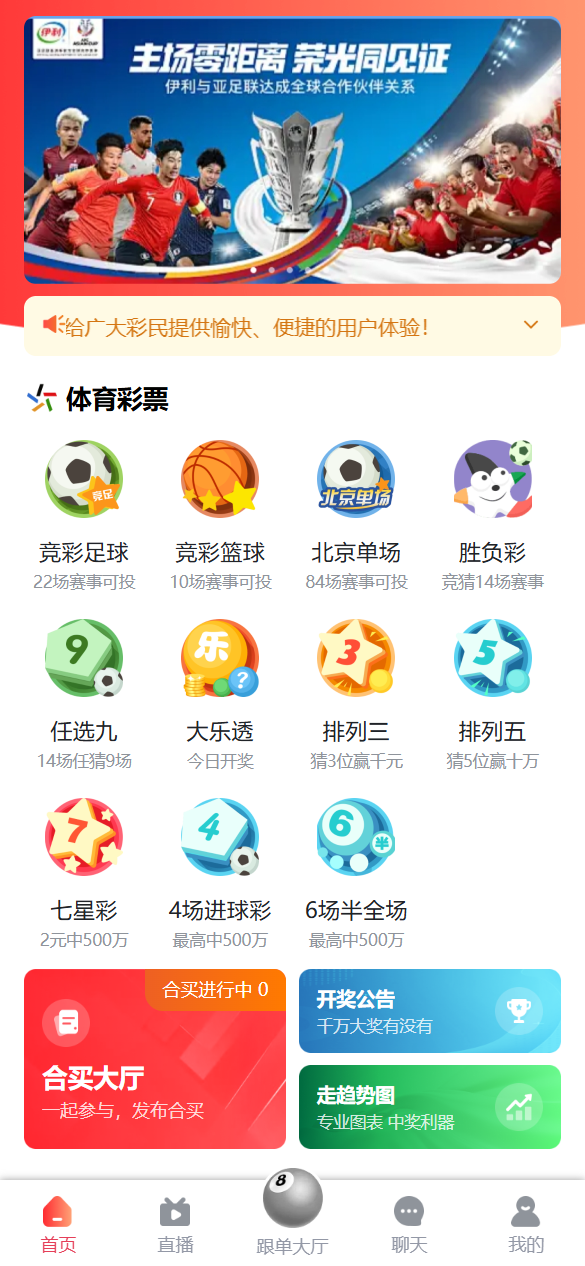 伊利
ASIAN CUP
主场零距离 荣光同见证
伊利与亚足联达成全球合作伙伴关系
7
给广大彩民提供愉快、便捷的用户体验！
体育彩票
竞足
北京单场
竞彩足球
竞彩篮球
北京单场
胜负彩
22场赛事可投
10场赛事可投
84场赛事可投
竞猜14场赛事
9
乐
?
3
5
任选九
大乐透
排列三
排列五
14场任猜9场
今日开奖
猜3位赢千元
猜5位赢十万
7
4
6
半
七星彩
4场进球彩
6场半全场
2元中500万
最高中500万
最高中500万
合买进行中 0
合买大厅
一起参与，发布合买
开奖公告
千万大奖有没有
走趋势图
专业图表 中奖利器
8
首页
直播
跟单大厅
聊天
我的